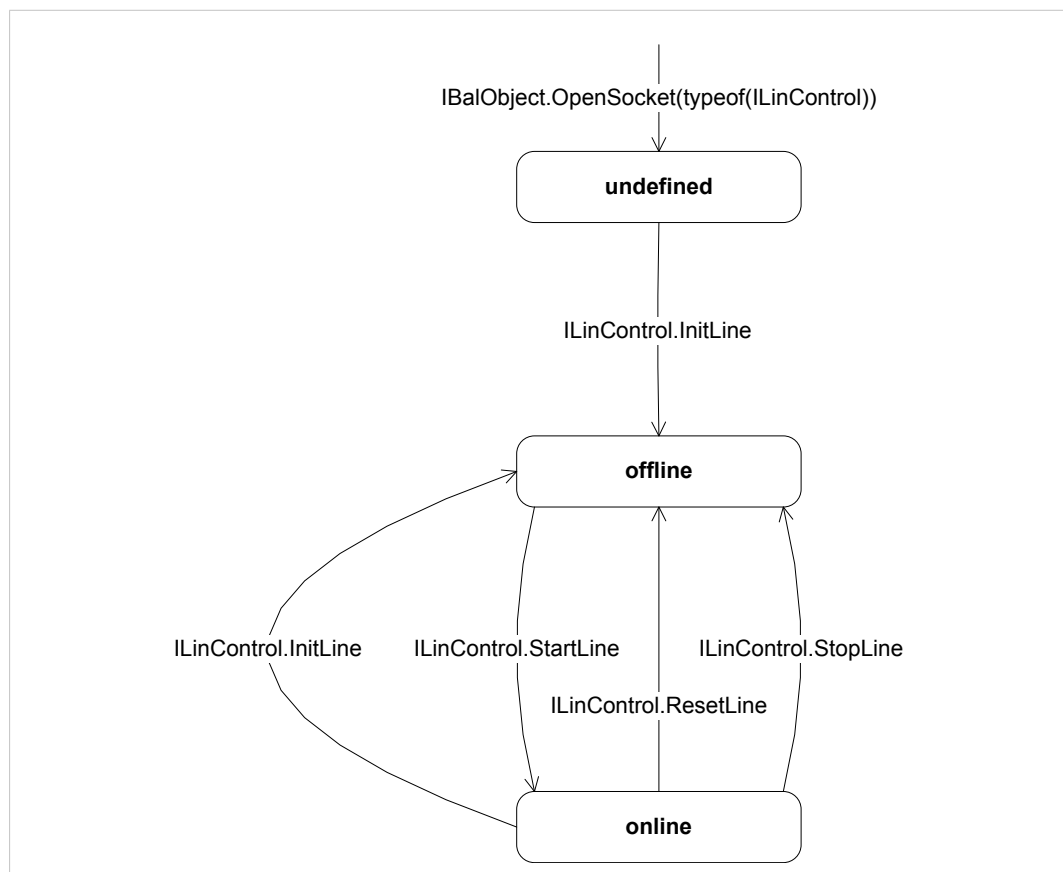 IBalObject.OpenSocket(typeof(ILinControl))
undefined
ILinControl.InitLine
offline
ILinControl.InitLine
ILinControl.StartLine
ILinControl.StopLine
ILinControl.ResetLine
online